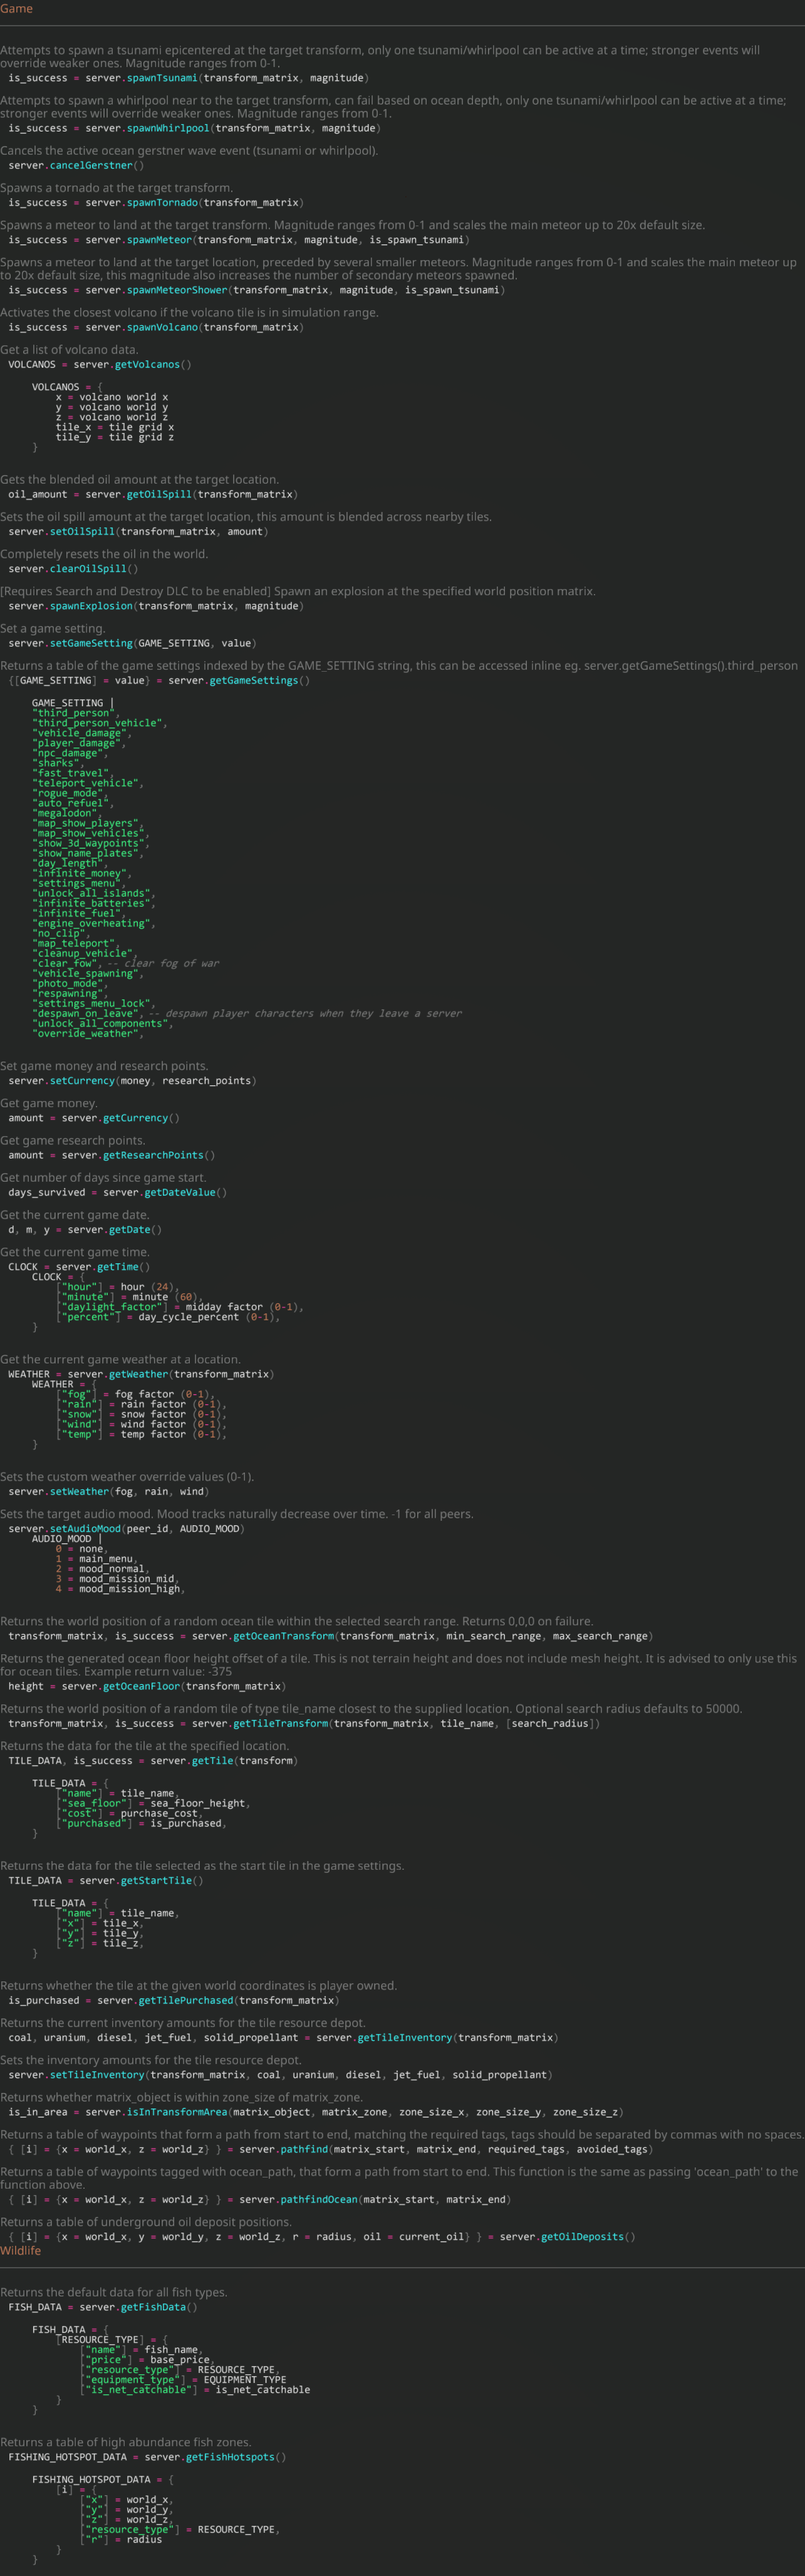 Game
Attempts to spawn a tsunami epicentered at the target transform, only one tsunami/whirlpool can be active at a time; stronger events will
override weaker ones. Magnitude ranges from 0-1.
is_success = server.spawnTsunami(transform_matrix, magnitude)
Attempts to spawn a whirlpool near to the target transform, can fail based on ocean depth, only one tsunami/whirlpool can be active at a time;
stronger events will override weaker ones. Magnitude ranges from 0-1.
is_success = server.spawnWhirlpool(transform_matrix, magnitude)
Cancels the active ocean gerstner wave event (tsunami or whirlpool).
server.cancelGerstner()
Spawns a tornado at the target transform.
is_success = server.spawnTornado(transform_matrix)
Spawns a meteor to land at the target transform. Magnitude ranges from 0-1 and scales the main meteor up to 20x default size.
is_success = server.spawnMeteor(transform_matrix, magnitude, is_spawn_tsunami)
Spawns a meteor to land at the target location, preceded by several smaller meteors. Magnitude ranges from 0-1 and scales the main meteor up
to 20x default size, this magnitude also increases the number of secondary meteors spawned.
is_success = server.spawnMeteorShower(transform_matrix, magnitude, is_spawn_tsunami)
Activates the closest volcano if the volcano tile is in simulation range.
is_success = server.spawnVolcano(transform_matrix)
Get a list of volcano data.
VOLCANOS = server.getVolcanos()
VOLCANOS = {
x = volcano world x
y = volcano world y
z = volcano world z
tile_x = tile grid x
tile_y = tile grid z
}
Gets the blended oil amount at the target location.
oil_amount = server.getOilSpill(transform_matrix)
Sets the oil spill amount at the target location, this amount is blended across nearby tiles.
server.setOilSpill(transform_matrix, amount)
Completely resets the oil in the world.
server.clearOilSpill()
[Requires Search and Destroy DLC to be enabled] Spawn an explosion at the specified world position matrix.
server.spawnExplosion(transform_matrix, magnitude)
Set a game setting.
server.setGameSetting(GAME_SETTING, value)
Returns a table of the game settings indexed by the GAME_SETTING string, this can be accessed inline eg. server.getGameSettings().third_person
{[GAME_SETTING] = value} = server.getGameSettings()
GAME_SETTING |
"third_person",
"third_person_vehicle",
"vehicle_damage",
"player_damage",
"npc_damage",
"sharks",
"fast_travel",
"teleport_vehicle",
"rogue_mode",
"auto_refuel",
"megalodon",
"map_show_players",
"map_show_vehicles",
"show_3d_waypoints",
"show_name_plates",
"day_length",
"infinite_money",
"settings_menu",
"unlock_all_islands",
"infinite_batteries",
"infinite_fuel",
"engine_overheating",
"no_clip",
"map_teleport",
"cleanup_vehicle",
"clear_fow", -- clear fog of war
"vehicle_spawning",
"photo_mode",
"respawning",
"settings_menu_lock",
"despawn_on_leave", -- despawn player characters when they leave a server
"unlock_all_components",
"override_weather",
Set game money and research points.
server.setCurrency(money, research_points)
Get game money.
amount = server.getCurrency()
Get game research points.
amount = server.getResearchPoints()
Get number of days since game start.
days_survived = server.getDateValue()
Get the current game date.
d, m, y = server.getDate()
Get the current game time.
CLOCK = server.getTime()
CLOCK = {
["hour"] = hour (24),
["minute"] = minute (60),
["daylight_factor"] = midday factor (0-1),
["percent"] = day_cycle_percent (0-1),
}
Get the current game weather at a location.
WEATHER = server.getWeather(transform_matrix)
WEATHER = {
["fog"] = fog factor (0-1),
["rain"] = rain factor (0-1),
["snow"] = snow factor (0-1),
["wind"] = wind factor (0-1),
["temp"] = temp factor (0-1),
}
Sets the custom weather override values (0-1).
server.setWeather(fog, rain, wind)
Sets the target audio mood. Mood tracks naturally decrease over time. -1 for all peers.
server.setAudioMood(peer_id, AUDIO_MOOD)
AUDIO_MOOD |
0 = none,
1 = main_menu,
2 = mood_normal,
3 = mood_mission_mid,
4 = mood_mission_high,
Returns the world position of a random ocean tile within the selected search range. Returns 0,0,0 on failure.
transform_matrix, is_success = server.getOceanTransform(transform_matrix, min_search_range, max_search_range)
Returns the generated ocean floor height offset of a tile. This is not terrain height and does not include mesh height. It is advised to only use this
for ocean tiles. Example return value: -375
height = server.getOceanFloor(transform_matrix)
Returns the world position of a random tile of type tile_name closest to the supplied location. Optional search radius defaults to 50000.
transform_matrix, is_success = server.getTileTransform(transform_matrix, tile_name, [search_radius])
Returns the data for the tile at the specified location.
TILE_DATA, is_success = server.getTile(transform)
TILE_DATA = {
["name"] = tile_name,
["sea_floor"] = sea_floor_height,
["cost"] = purchase_cost,
["purchased"] = is_purchased,
}
Returns the data for the tile selected as the start tile in the game settings.
TILE_DATA = server.getStartTile()
TILE_DATA = {
["name"] = tile_name,
["x"] = tile_x,
["y"] = tile_y,
["z"] = tile_z,
}
Returns whether the tile at the given world coordinates is player owned.
is_purchased = server.getTilePurchased(transform_matrix)
Returns the current inventory amounts for the tile resource depot.
coal, uranium, diesel, jet_fuel, solid_propellant = server.getTileInventory(transform_matrix)
Sets the inventory amounts for the tile resource depot.
server.setTileInventory(transform_matrix, coal, uranium, diesel, jet_fuel, solid_propellant)
Returns whether matrix_object is within zone_size of matrix_zone.
is_in_area = server.isInTransformArea(matrix_object, matrix_zone, zone_size_x, zone_size_y, zone_size_z)
Returns a table of waypoints that form a path from start to end, matching the required tags, tags should be separated by commas with no spaces.
{ [i] = {x = world_x, z = world_z} } = server.pathfind(matrix_start, matrix_end, required_tags, avoided_tags)
Returns a table of waypoints tagged with ocean_path, that form a path from start to end. This function is the same as passing 'ocean_path' to the
function above.
{ [i] = {x = world_x, z = world_z} } = server.pathfindOcean(matrix_start, matrix_end)
Returns a table of underground oil deposit positions.
{ [i] = {x = world_x, y = world_y, z = world_z, r = radius, oil = current_oil} } = server.getOilDeposits()
Wildlife
Returns the default data for all fish types.
FISH_DATA = server.getFishData()
FISH_DATA = {
[RESOURCE_TYPE] = {
["name"] = fish_name,
["price"] = base_price,
["resource_type"] = RESOURCE_TYPE,
["equipment_type"] = EQUIPMENT_TYPE
["is_net_catchable"] = is_net_catchable
}
}
Returns a table of high abundance fish zones.
FISHING_HOTSPOT_DATA = server.getFishHotspots()
FISHING_HOTSPOT_DATA = {
[i] = {
["x"] = world_x,
["y"] = world_y,
["z"] = world_z,
["resource_type"] = RESOURCE_TYPE,
["r"] = radius
}
}